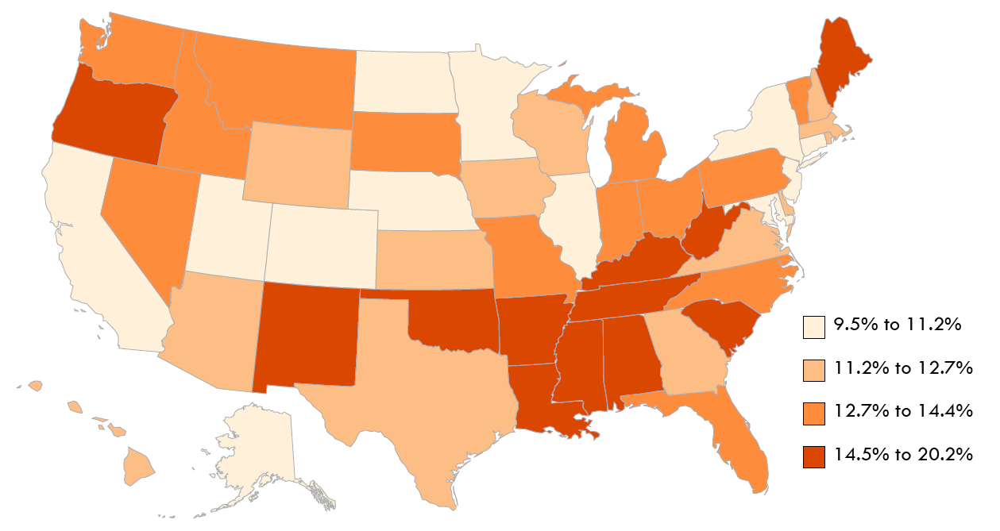 9.5% to 11.2%
11.2% to 12.7%
12.7% to 14.4%
14.5% to 20.2%